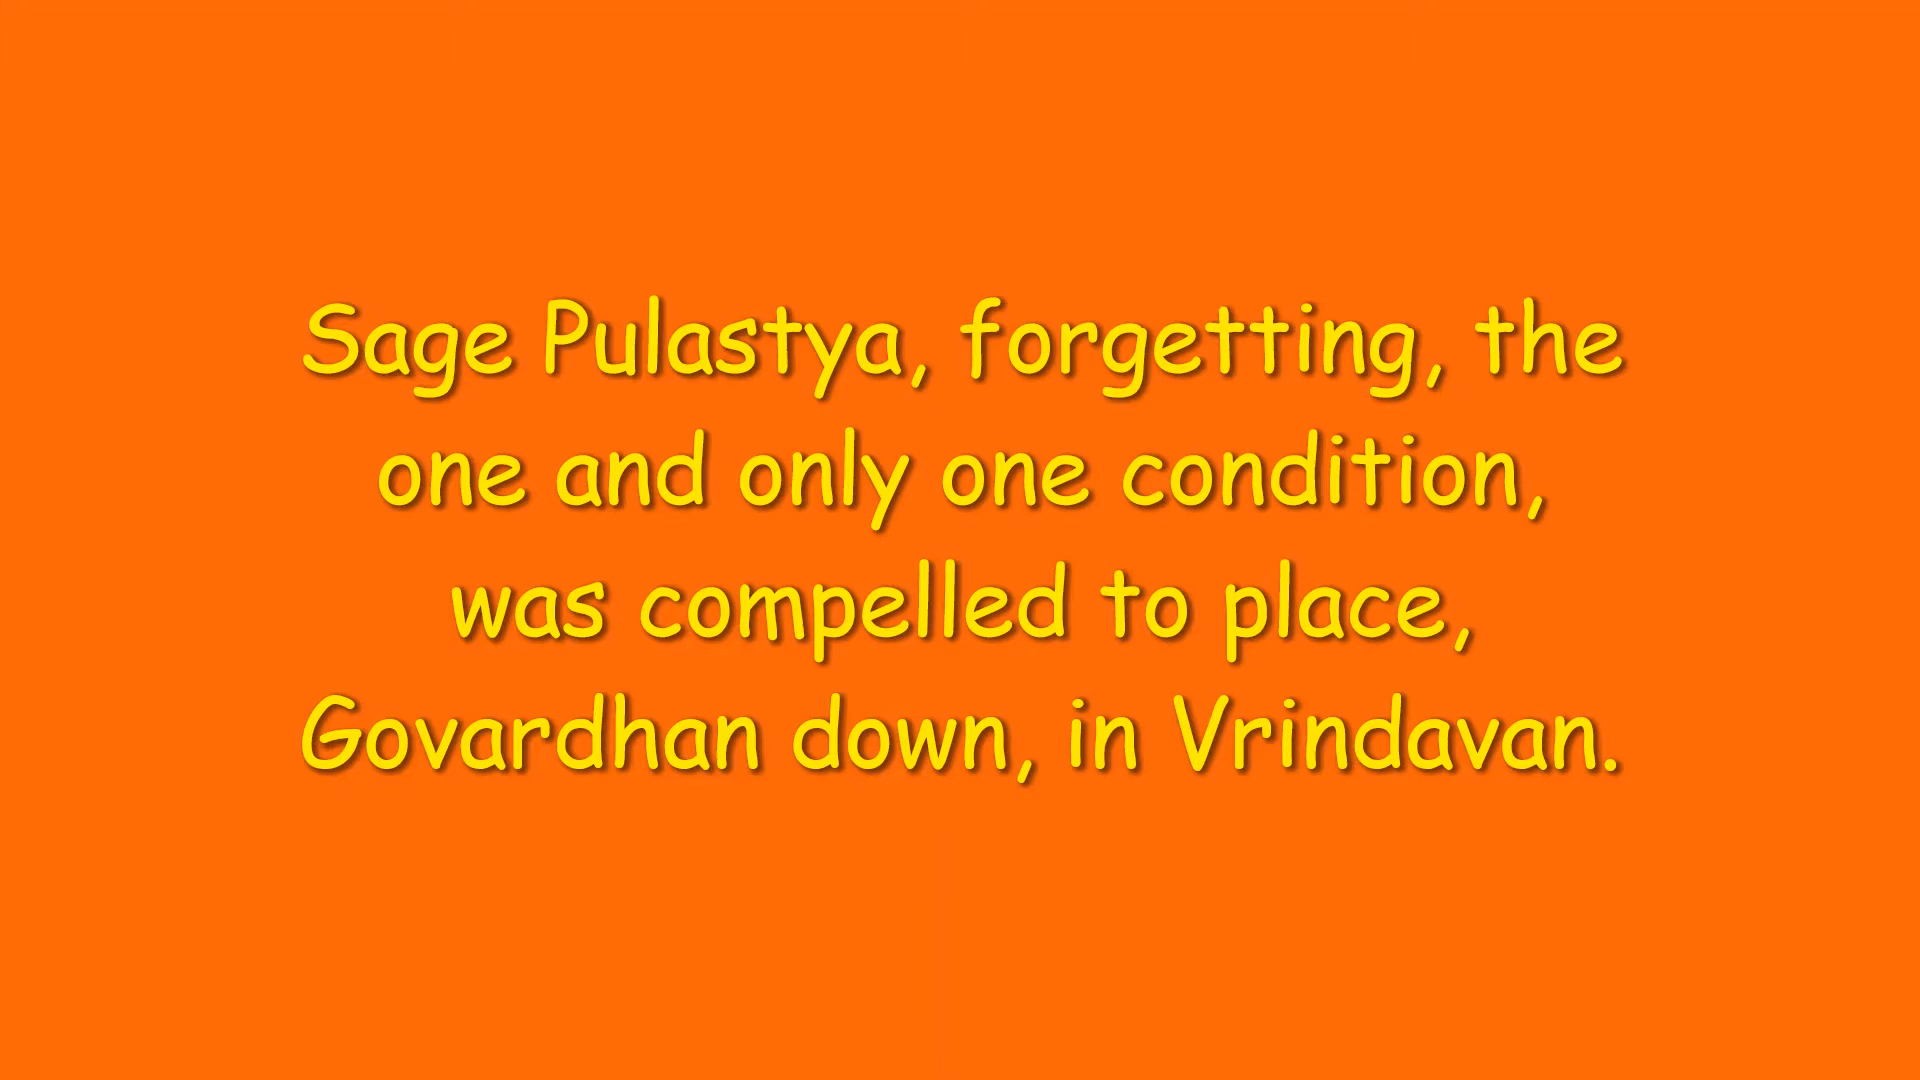 Sage Pulastya, forgetting, the
one and only one condition,
was compelled to place,
Govardhan down, in Vrindavan.